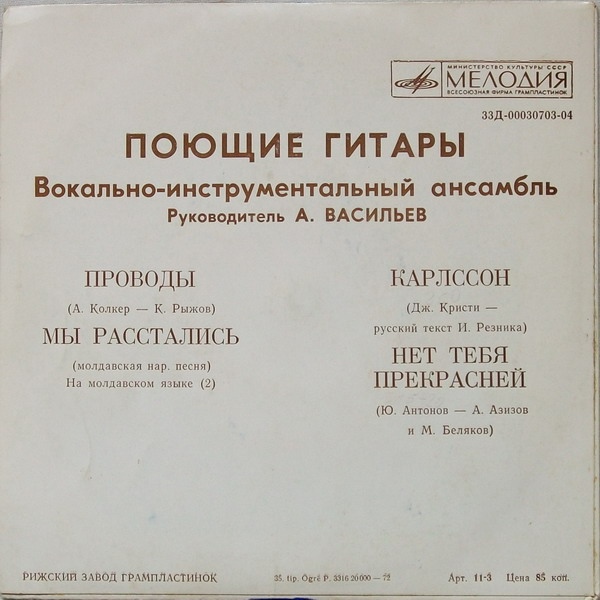 МИНИСТЕРСТВО КУЛЬТУРЫ СССР
МЕЛОДИЯ
ВСЕСОЮЗНАЯ ФИРМА ГРАМПЛАСТИНОК
33Д-00030703-04
ПОЮЩИЕ ГИТАРЫ
Вокально-инструментальный ансамбль
Руководитель А. ВАСИЛЬЕВ
ПРОВОДЫ
(А. Колкер — К. Рыжов)
МЫ РАССТАЛИСЬ
(молдавская нар. песня)
На молдавском языке (2)
КАРЛССОН
(Дж. Кристи —
русский текст И. Резника)
НЕТ ТЕБЯ
ПРЕКРАСНЕЙ
(Ю. Антонов — А. Азизов
и М. Беляков)
РИЖСКИЙ ЗАВОД ГРАМПЛАСТИНОК
35. tip. Ogrē P. 3316 20 000 — 72
Арт. 11-3 Цена 85 коп.